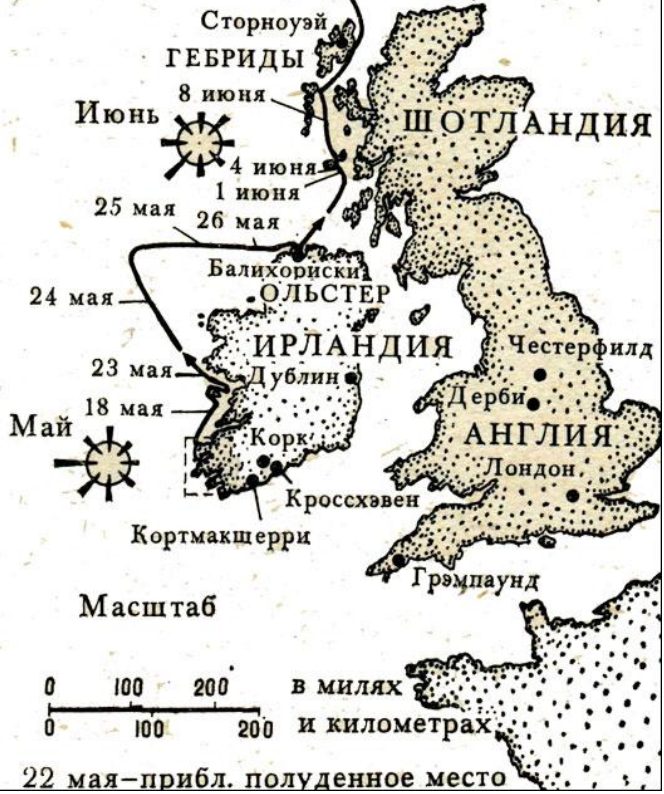 Сторноуэй
ГЕБРИДЫ
8 июня
Июнь
ШОТЛАНДИЯ
4 июня
1 июня
25 мая
26 мая
Балихориски
24 мая
ОЛЬСТЕР
ИРЛАНДИЯ
Честерфилд
23 мая
Дублин
Дерби
18 мая
Май
Корк
АНГЛИЯ
Лондон
Кроссхэвен
Кортмакшерри
Грэмпаунд
Масштаб
0 100 200 в милях
0 100 200 и километрах
22 мая–прибл. полуденное место